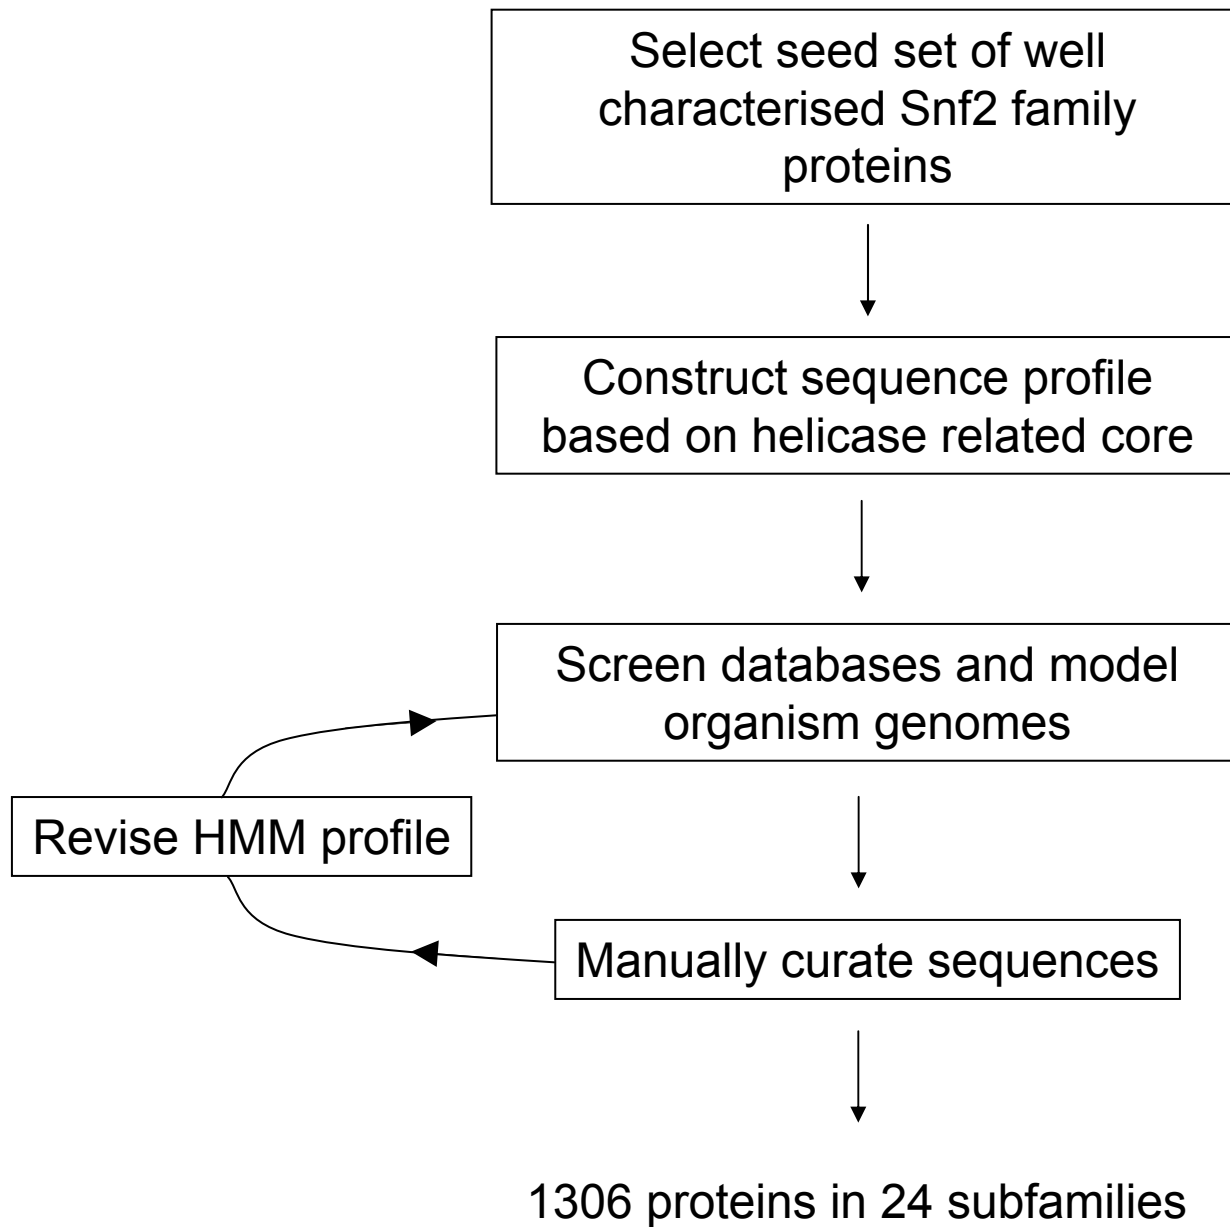 Select seed set of well
characterised Snf2 family
proteins
Construct sequence profile
based on helicase related core
Screen databases and model
organism genomes
Revise HMM profile
Manually curate sequences
1306 proteins in 24 subfamilies